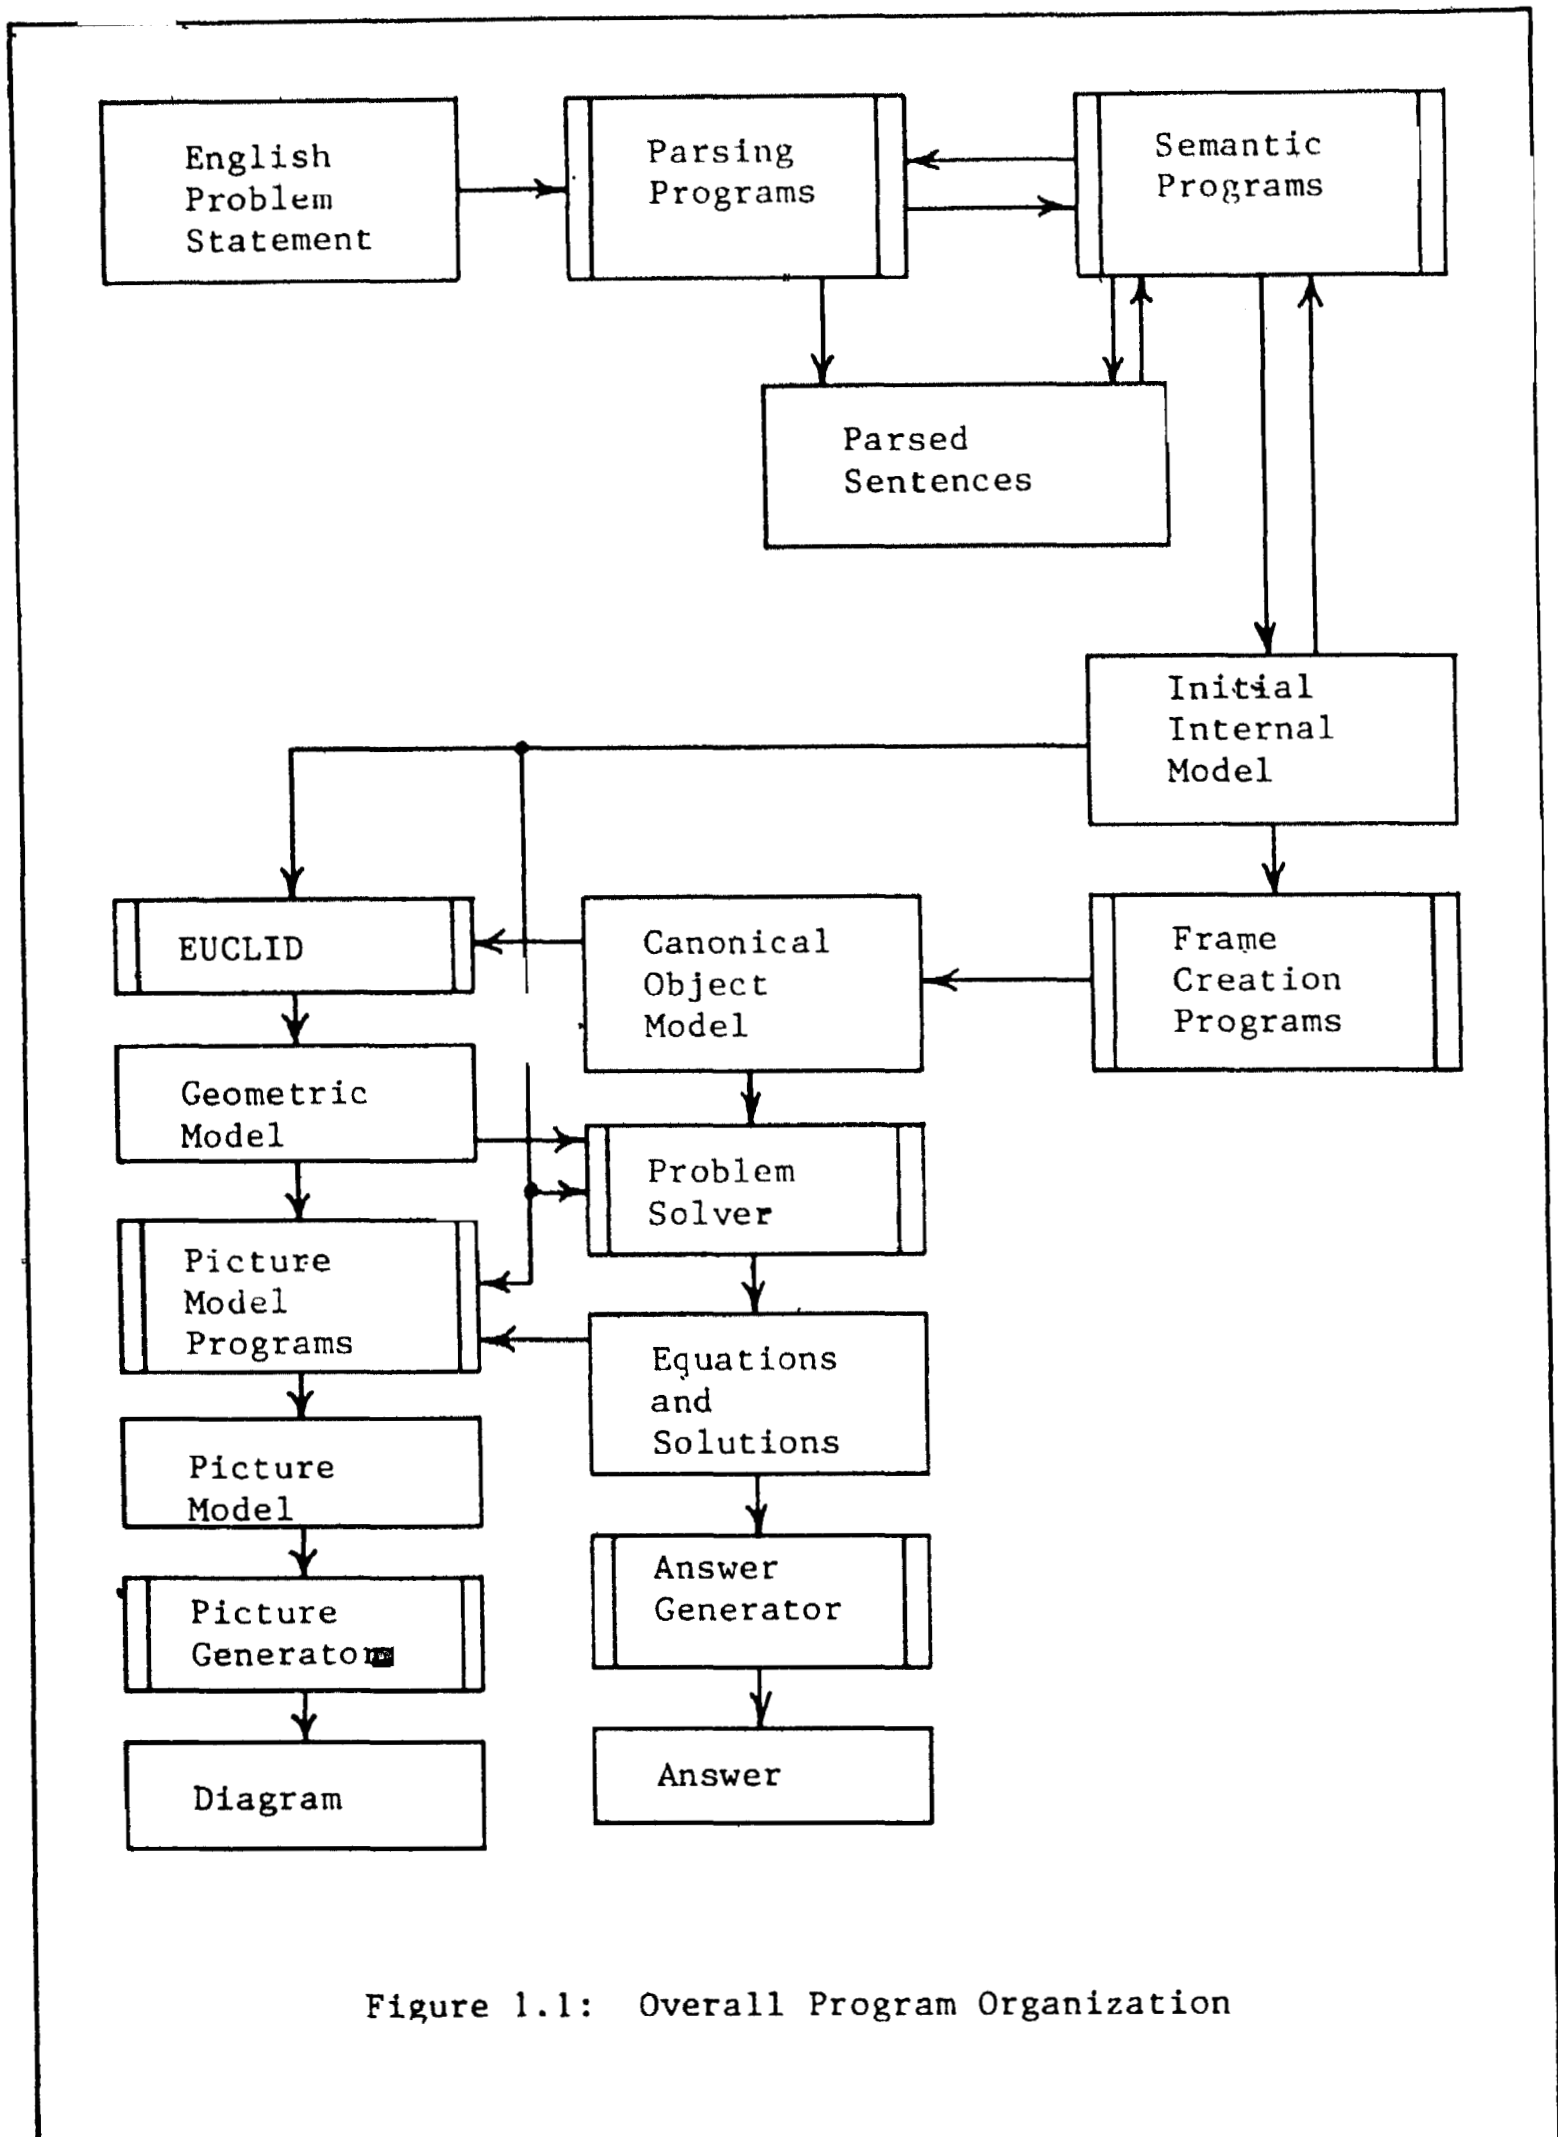 English
Problem
Statement
Parsing
Programs
Semantic
Programs
Parsed
Sentences
Initial
Internal
Model
EUCLID
Canonical
Object
Model
Frame
Creation
Programs
Geometric
Model
Problem
Solver
Picture
Model
Programs
Equations
and
Solutions
Picture
Model
Answer
Generator
Picture
Generator
Answer
Diagram
Figure 1.1: Overall Program Organization